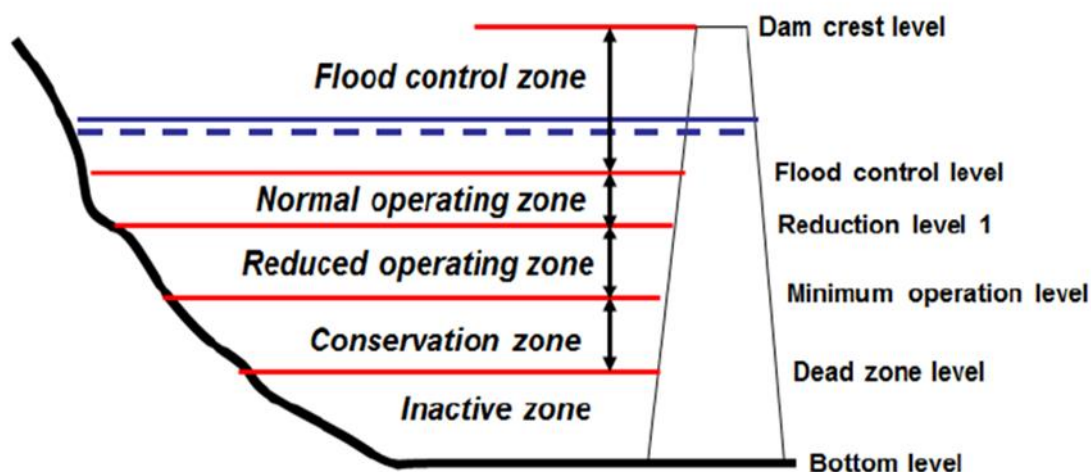 Dam crest level
Flood control zone
Flood control level
Normal operating zone
Reduction level 1
Reduced operating zone
Minimum operation level
Conservation zone
Dead zone level
Inactive zone
Bottom level